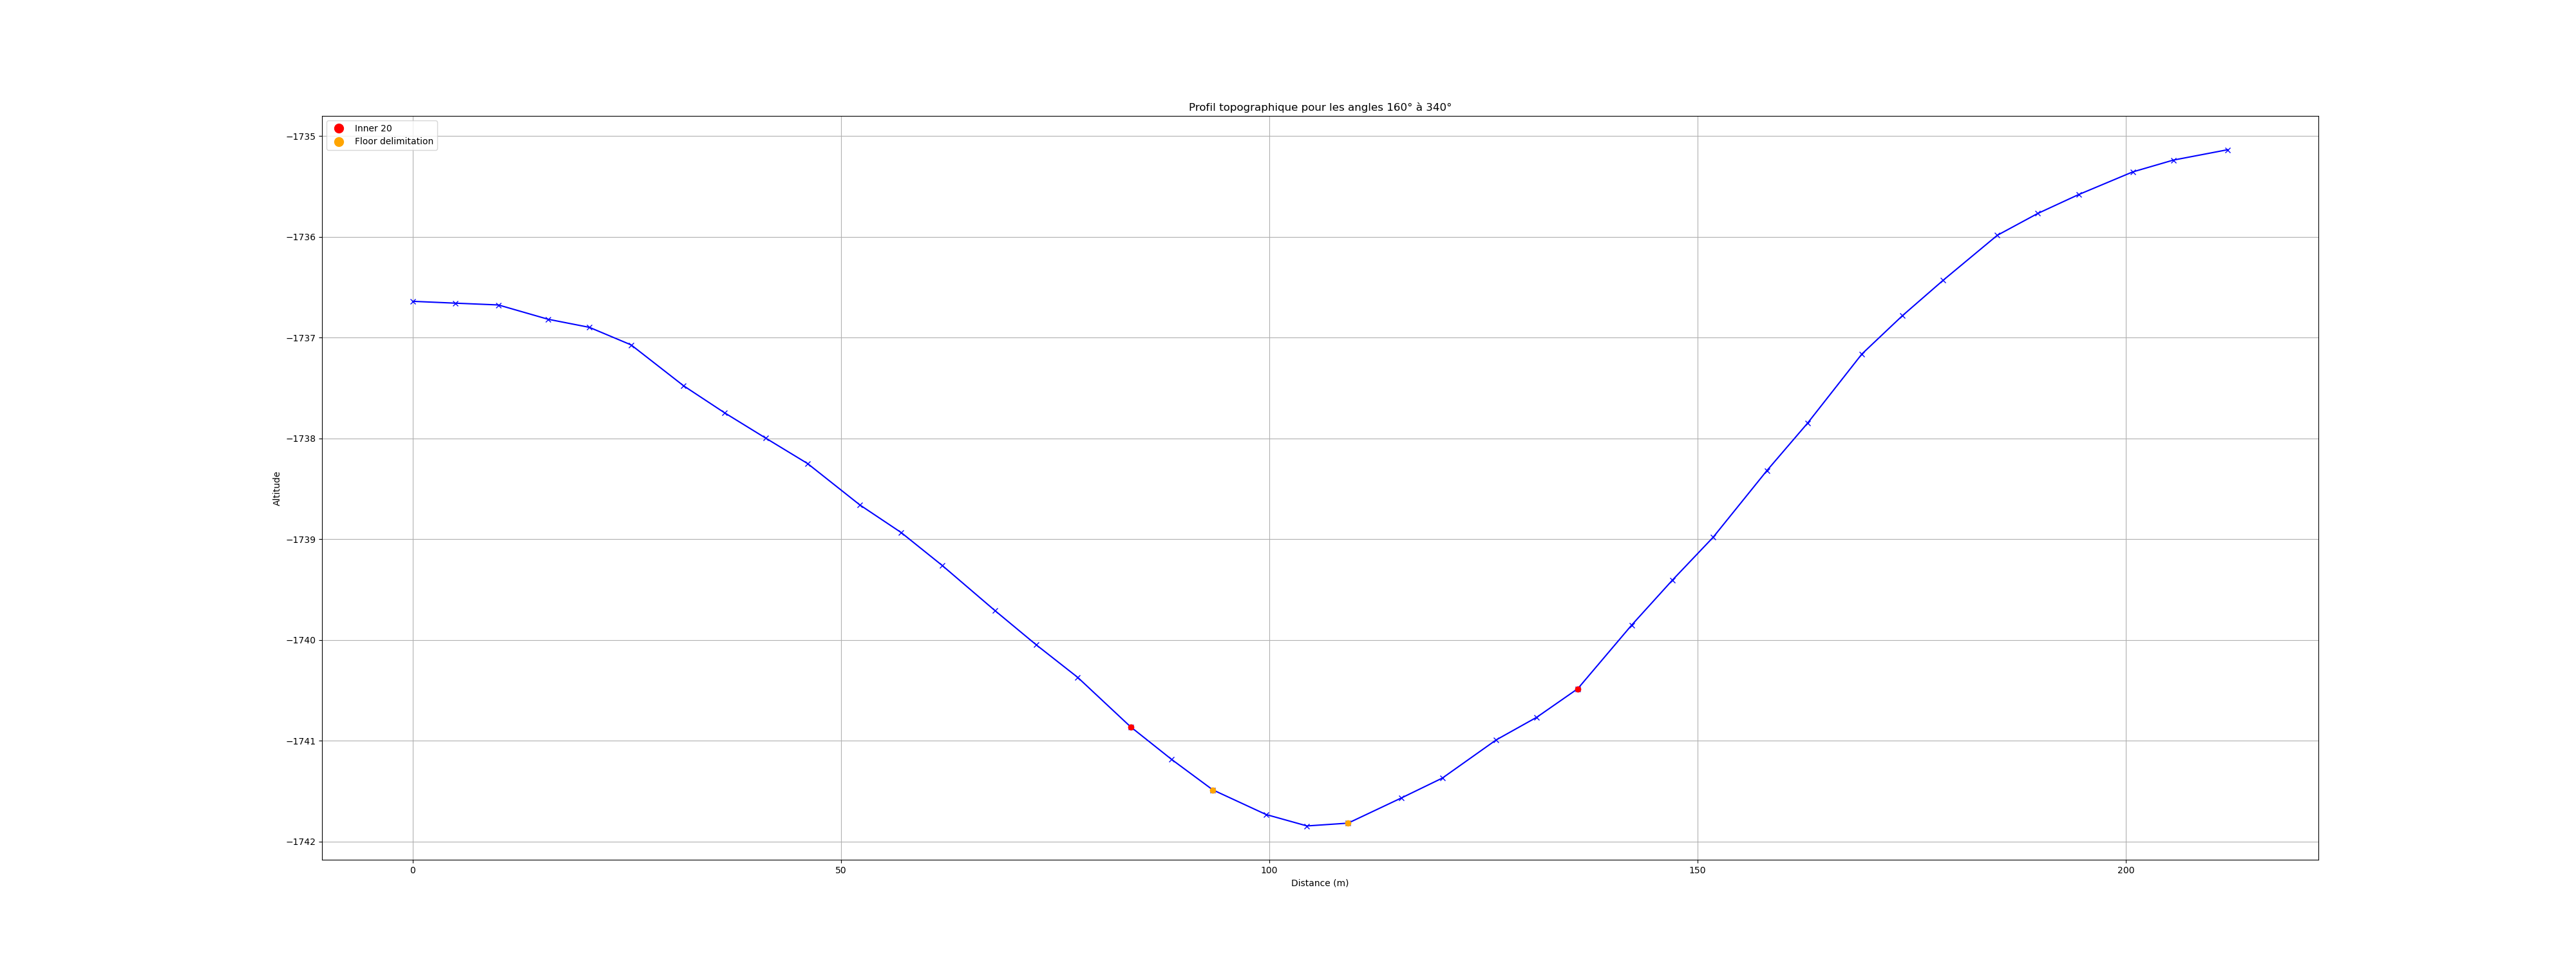 Profil topographique pour les angles 160° à 340°
Inner 20
Floor delimitation
−1735
−1736
−1737
−1738
−1739
−1740
−1741
−1742
Altitude
0 50 100 150 200
Distance (m)